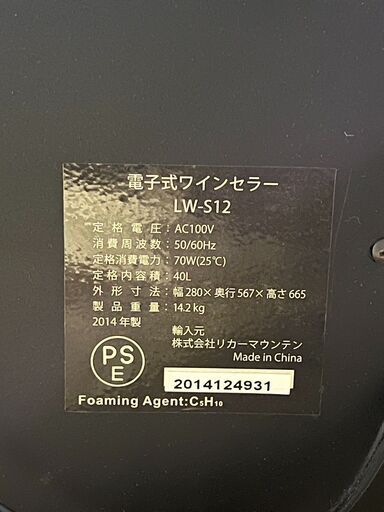 電子式ワインセラー
LW-S12
定格電圧：AC100V
消費周波数：50/60Hz
定格消費電力：70W(25℃)
定格内容積：40L
外形寸法：幅280×奥行567×高さ665
製品重量：14.2kg
2014年製
輸入元
株式会社リカーマウンテン
Made in China
PS
E
2014124931
Foaming Agent:C₅H₁₀